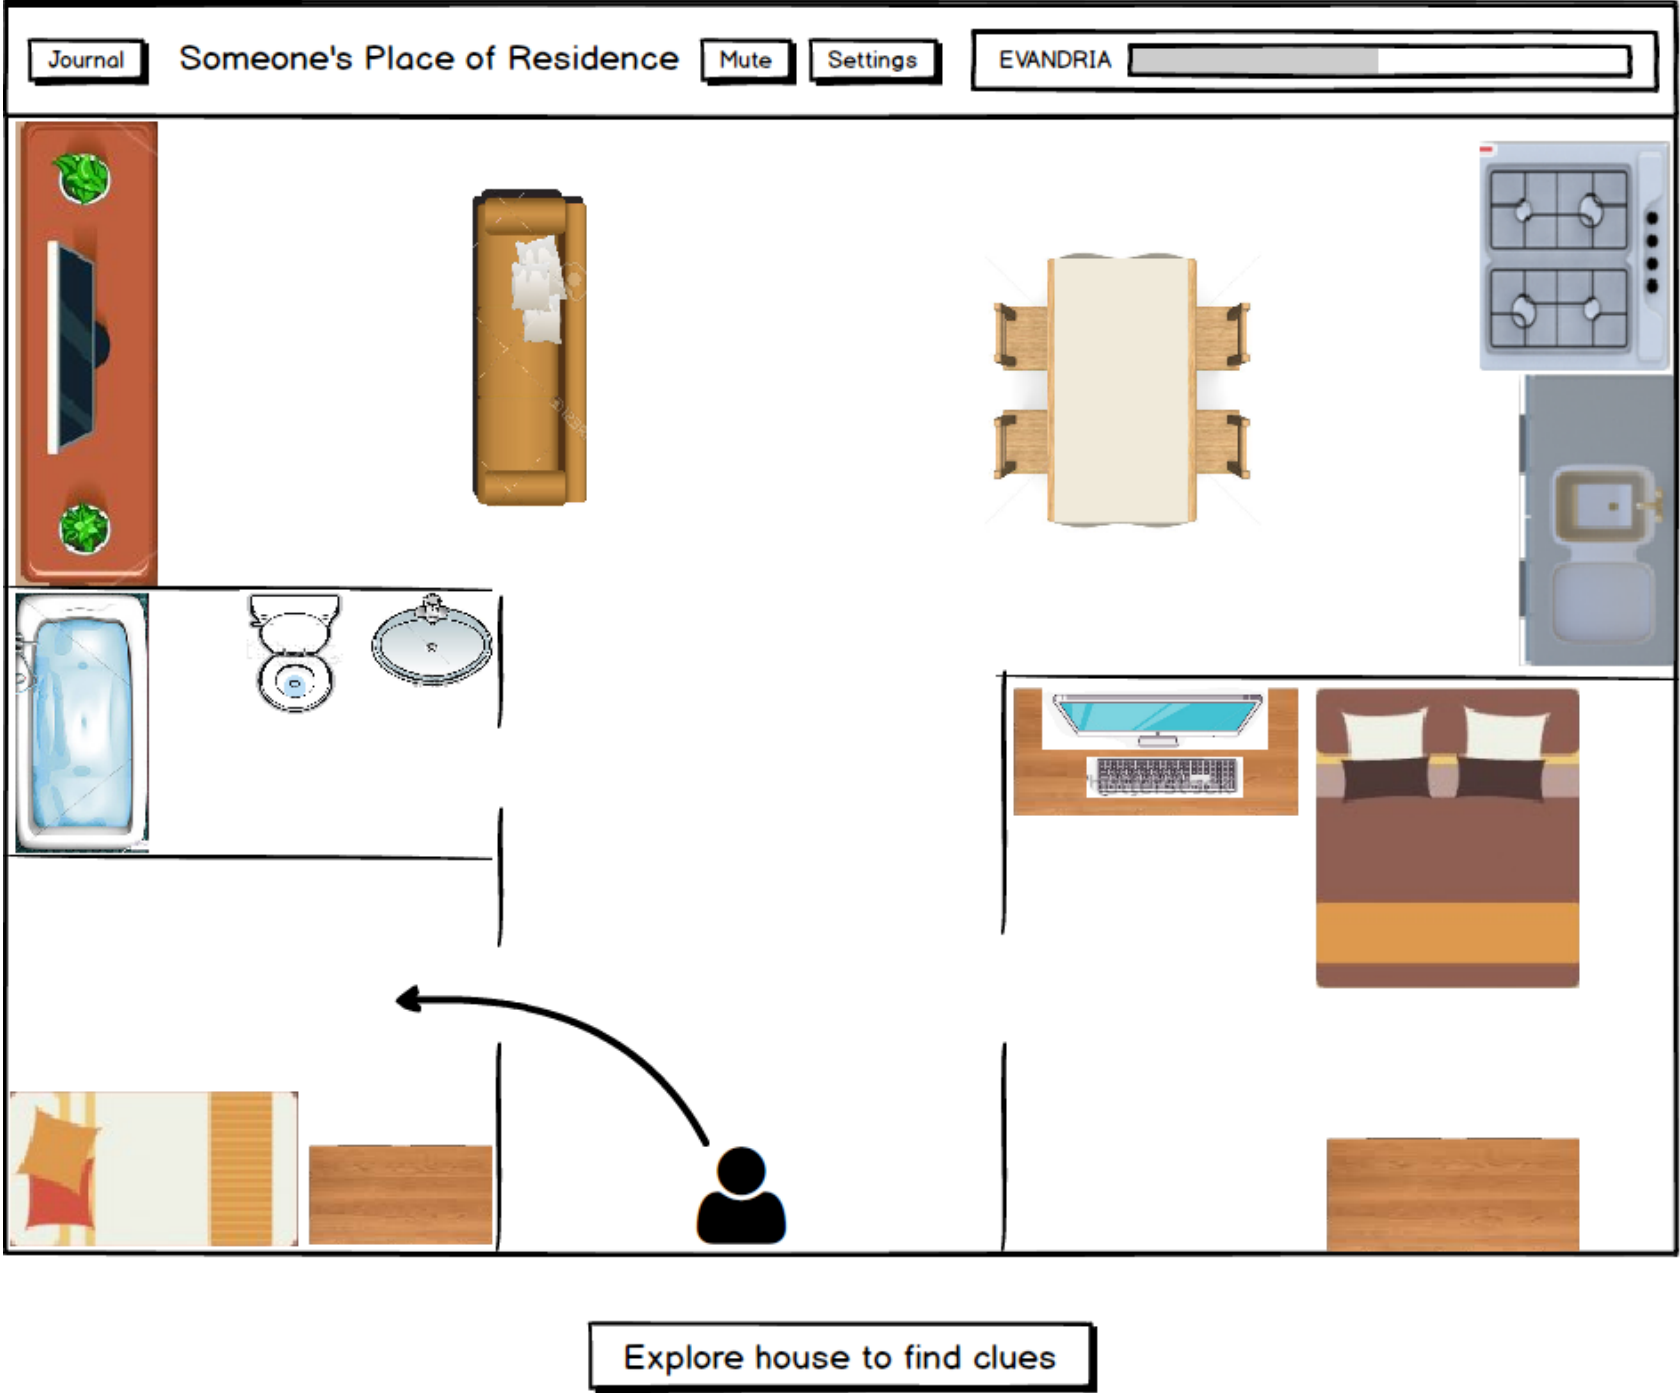 Journal
Someone's Place of Residence
Mute
Settings
EVANDRIA
Explore house to find clues